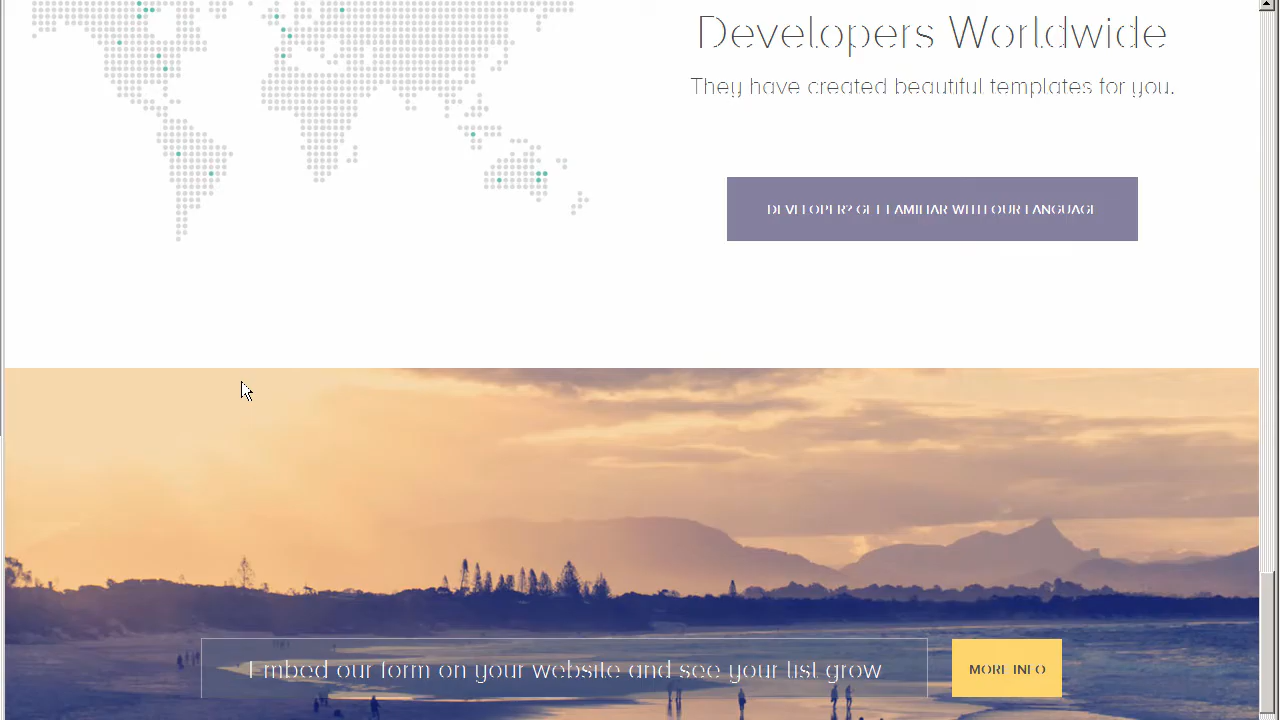 Developers Worldwide
They have created beautiful templates for you.
DEVELOPER? GET FAMILIAR WITH OUR LANGUAGE
Embed our form on your website and see your list grow
MORE INFO